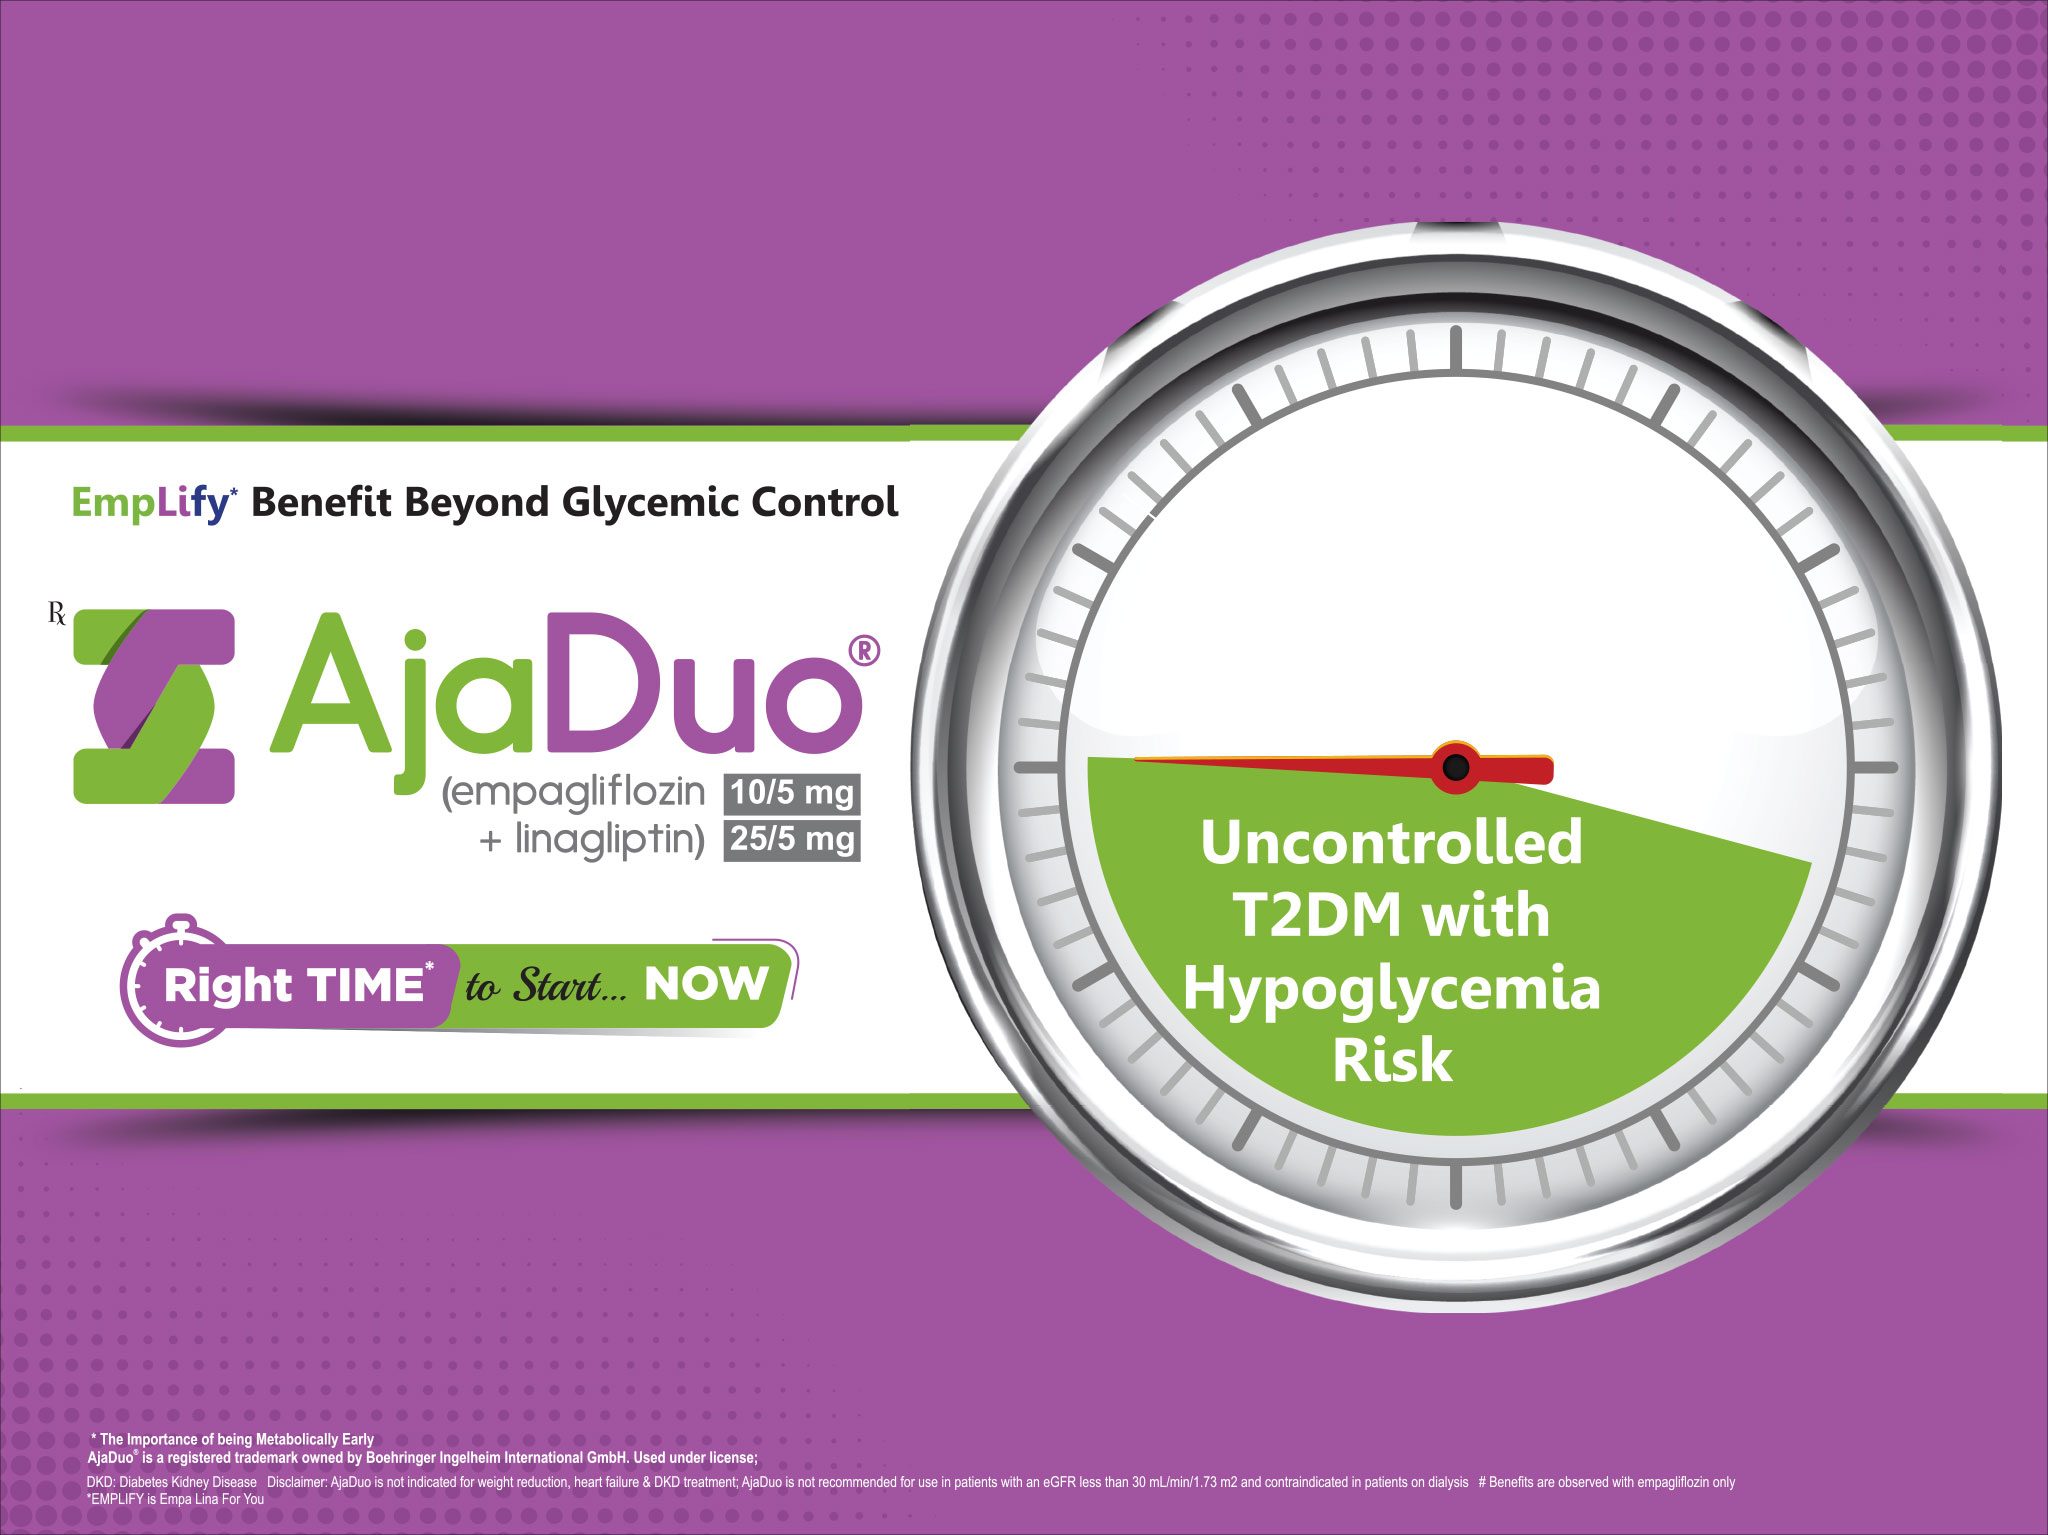 EmpLify* Benefit Beyond Glycemic Control
Rx
AjaDuo®
(empagliflozin 10/5 mg
+ linagliptin) 25/5 mg
Right TIME* to Start... NOW
Uncontrolled
T2DM with
Hypoglycemia
Risk
* The Importance of being Metabolically Early
AjaDuo® is a registered trademark owned by Boehringer Ingelheim International GmbH. Used under license;
DKD: Diabetes Kidney Disease Disclaimer: AjaDuo is not indicated for weight reduction, heart failure & DKD treatment; AjaDuo is not recommended for use in patients with an eGFR less than 30 mL/min/1.73 m2 and contraindicated in patients on dialysis # Benefits are observed with empagliflozin only
*EMPLIFY is Empa Lina For You